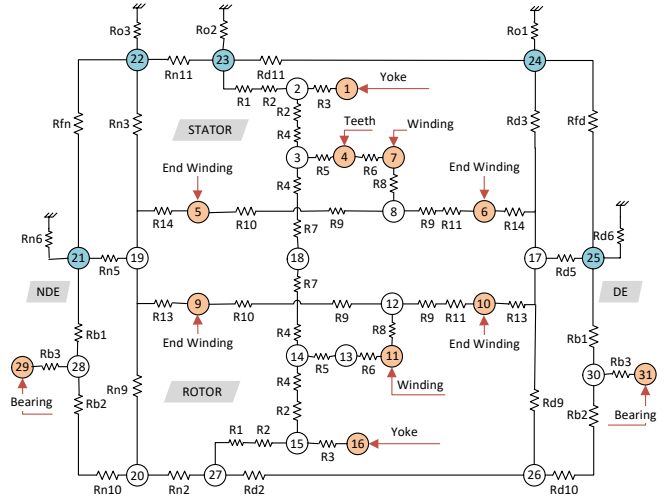 Ro3 Ro2 Ro1
22 23 24
Rn11 Rd11
R1 R2 2 R3 1 Yoke
R2
Rfn Rn3 STATOR Teeth Winding Rd3 Rfd
R4
3 R5 4 R6 7
End Winding R4 R8 End Winding
R14 5 R10 R9 8 R9 R11 6 R14
Rn6 R7 Rd6
21 Rn5 19 18 17 Rd5 25
NDE R7 DE
R13 9 R10 R9 12 R9 R11 10 R13
End Winding R4 R8 End Winding
Rb1 Rb1
14 R5 13 R6 11
29 Rb3 28 R4 Winding 30 Rb3 31
Bearing Rb2 Rn9 ROTOR R2 Rd9 Rb2 Bearing
R1 R2 15 R3 16 Yoke
20 27 26
Rn10 Rn2 Rd2 Rd10